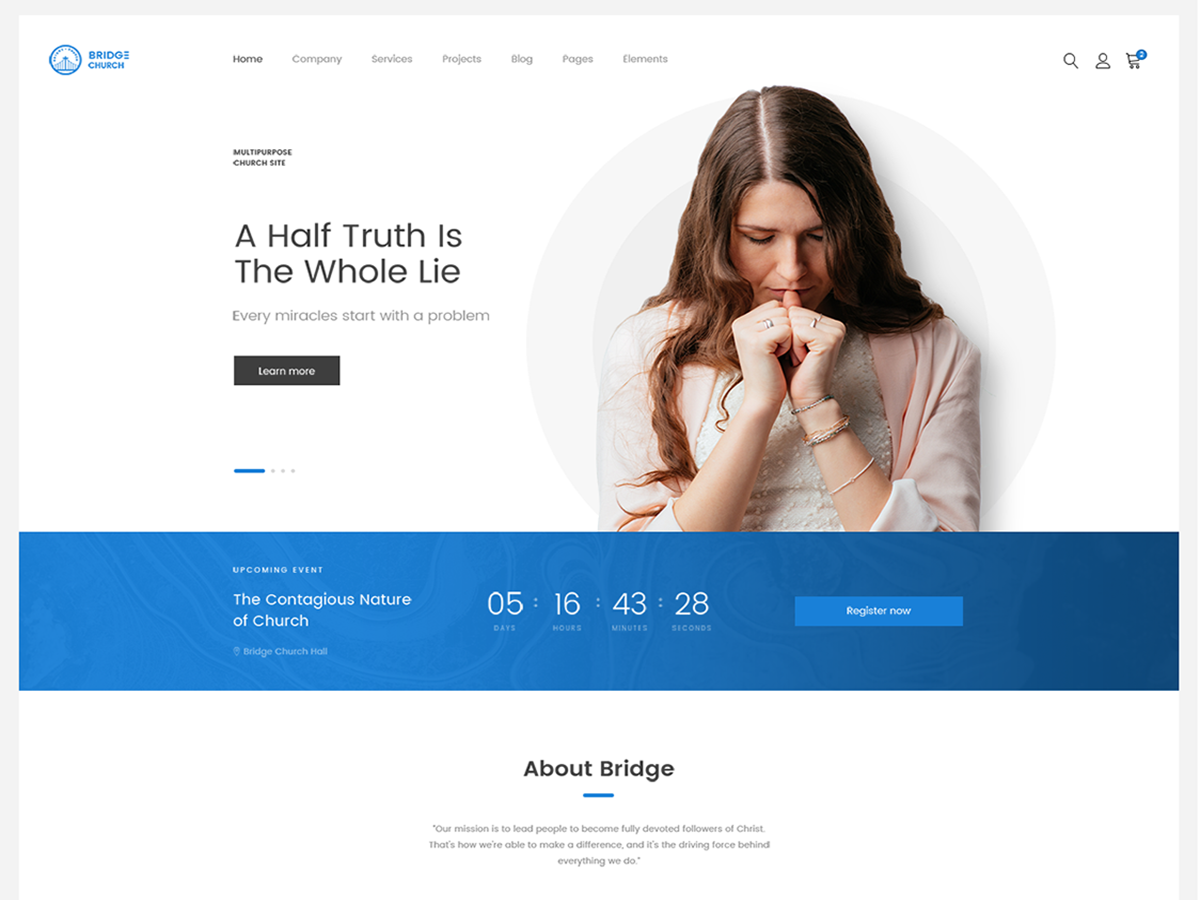 BRIDGE
CHURCH
Home Company Services Projects Blog Pages Elements
2
MULTIPURPOSE
CHURCH SITE
A Half Truth Is
The Whole Lie
Every miracles start with a problem
Learn more
UPCOMING EVENT
The Contagious Nature
of Church
Bridge Church Hall
05 : 16 : 43 : 28
DAYS HOURS MINUTES SECONDS
Register now
About Bridge
"Our mission is to lead people to become fully devoted followers of Christ.
That's how we're able to make a difference, and it's the driving force behind
everything we do."